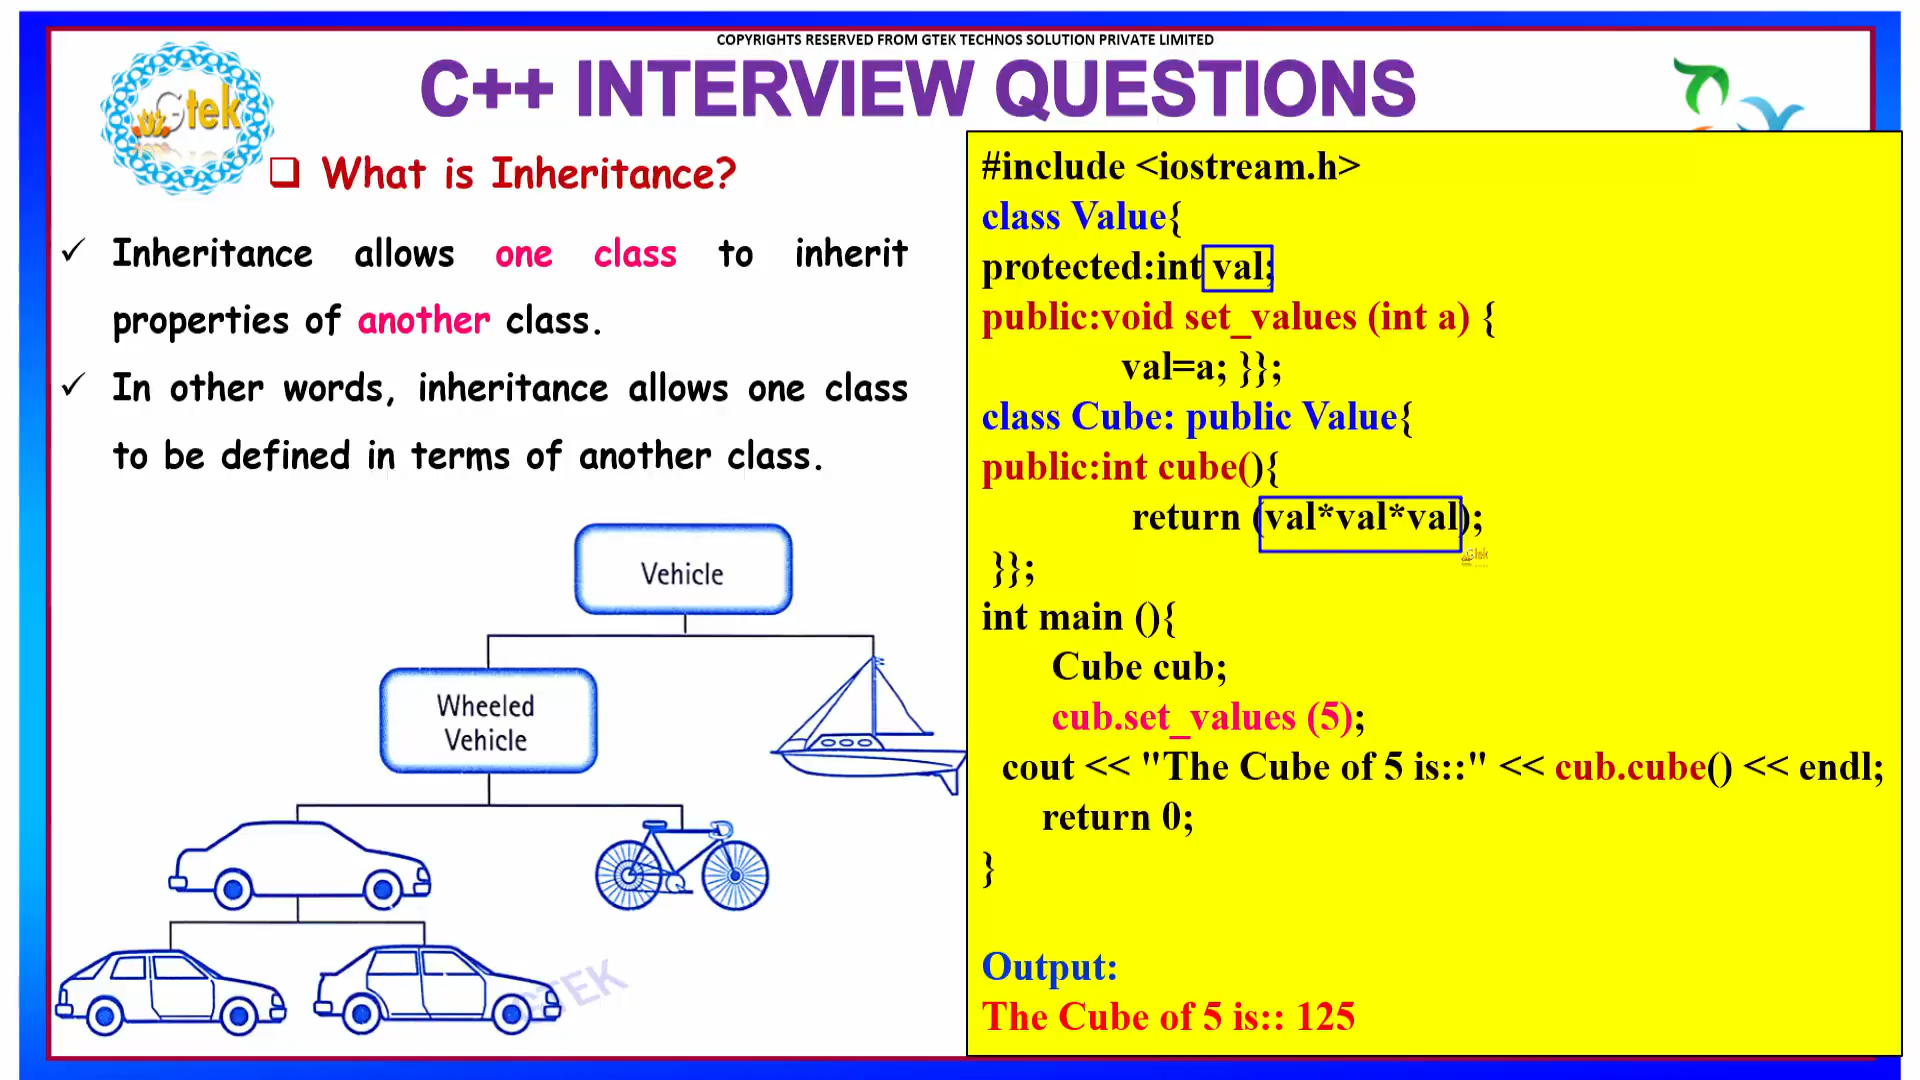 COPYRIGHTS RESERVED FROM GTEK TECHNOS SOLUTION PRIVATE LIMITED
C++ INTERVIEW QUESTIONS
Gtek
What is Inheritance?
Inheritance allows one class to inherit
properties of another class.
In other words, inheritance allows one class
to be defined in terms of another class.
Vehicle
Wheeled
Vehicle
GTEK
#include <iostream.h>
class Value{
protected:int val;
public:void set_values (int a) {
val=a; }};
class Cube: public Value{
public:int cube(){
return (val*val*val);
Gtek
}};
int main (){
Cube cub;
cub.set_values (5);
cout << "The Cube of 5 is::" << cub.cube() << endl;
return 0;
}
Output:
The Cube of 5 is:: 125